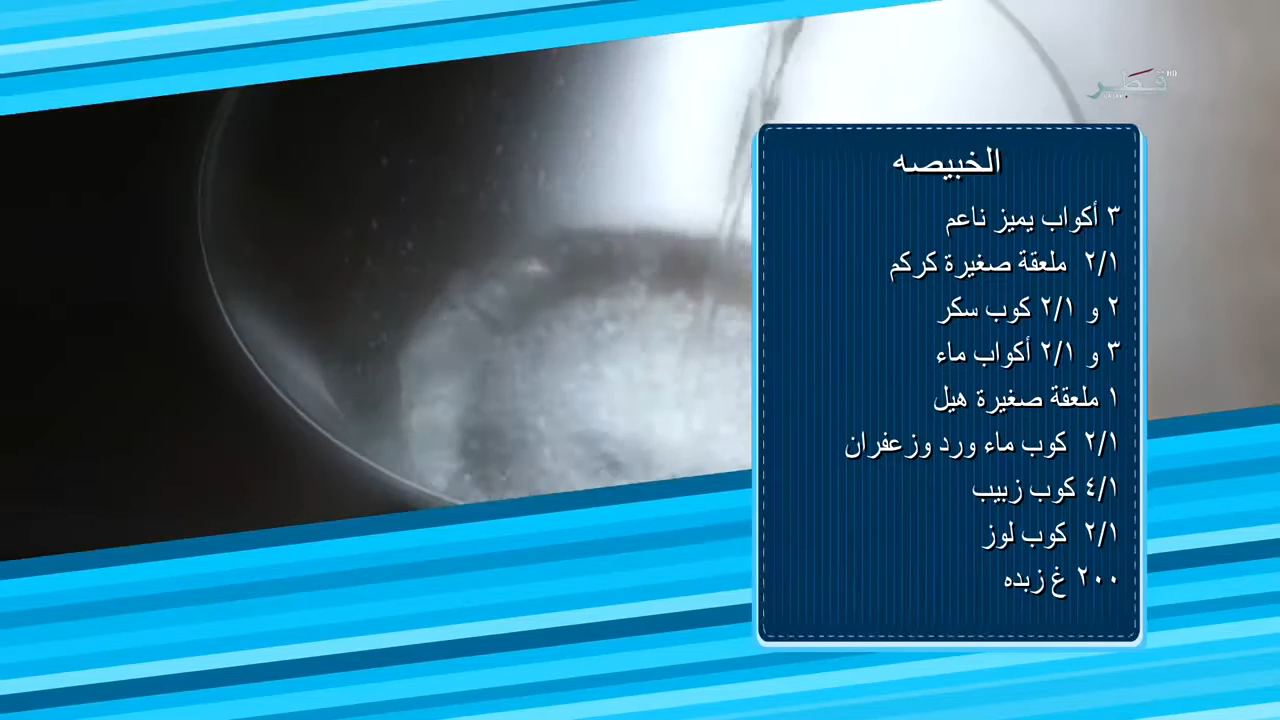 قطر HD
الخبيصه
٣ أكواب يميز ناعم
٢/١ ملعقة صغيرة كركم
٢ و ٢/١ كوب سكر
٣ و ٢/١ أكواب ماء
١ ملعقة صغيرة هيل
٢/١ كوب ماء ورد وزعفران
٤/١ كوب زبيب
٢/١ كوب لوز
٢٠٠ غ زبده